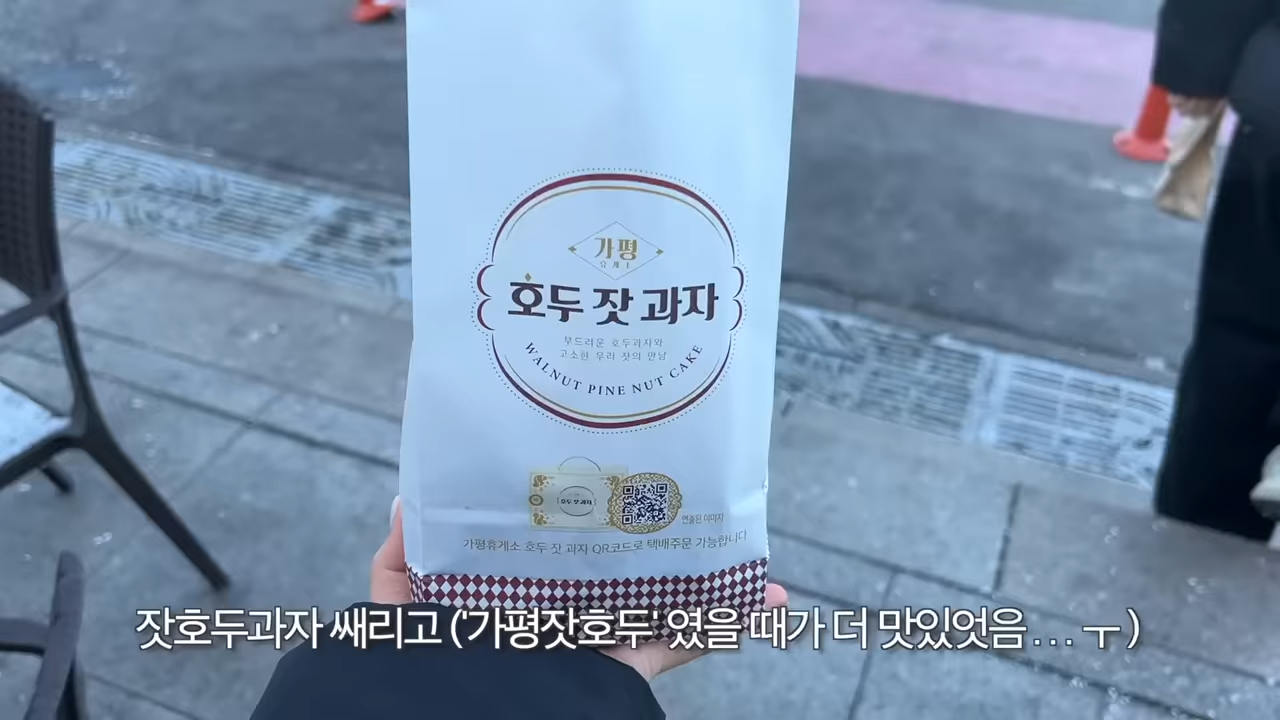 가평
휴게소
호두 잣 과자
부드러운 호두과자와
고소한 우리 잣의 만남
WALNUT PINE NUT CAKE
호두 잣 과자
연출된 이미지
가평휴게소 호두 잣 과자 QR코드로 택배주문 가능합니다
잣호두과자 쌔리고 ('가평잣호두' 였을 때가 더 맛있엇음... ㅜ)